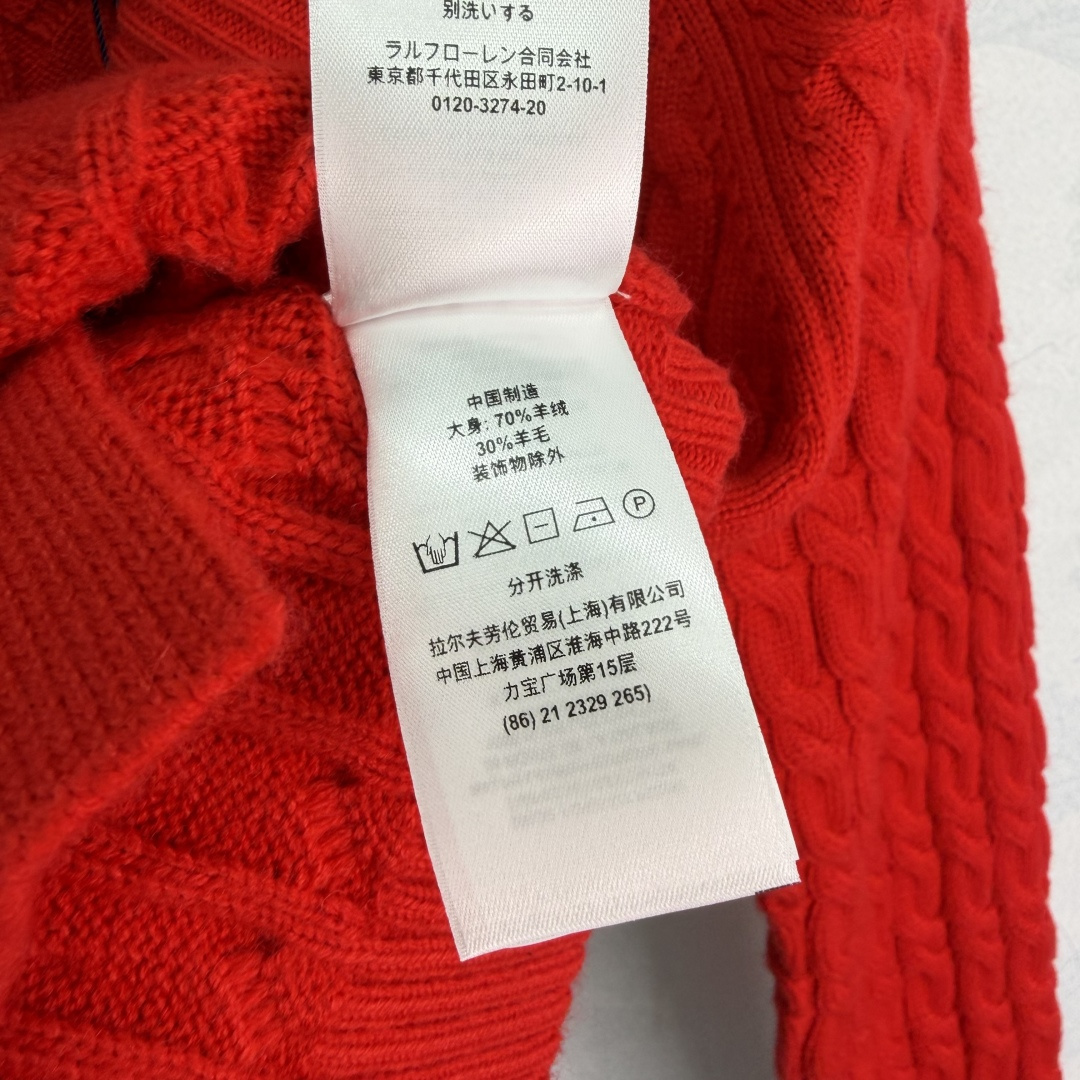 別洗いする
ラルフローレン合同会社
東京都千代田区永田町2-10-1
0120-3274-20
中国制造
大身: 70%羊绒
30%羊毛
装饰物除外
P
分开洗涤
拉尔夫劳伦贸易(上海)有限公司
中国上海黄浦区淮海中路222号
力宝广场第15层
(86) 21 2329 265)